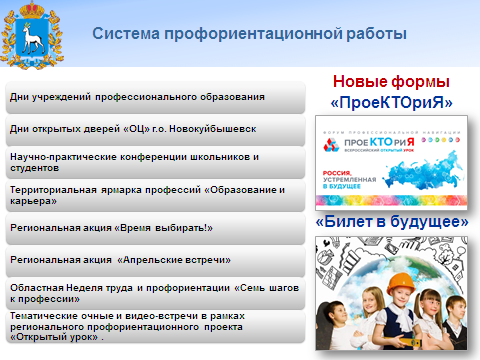 Система профориентационной работы
Дни учреждений профессионального образования
Дни открытых дверей «ОЦ» г.о. Новокуйбышевск
Научно-практические конференции школьников и
студентов
Территориальная ярмарка профессий «Образование и
карьера»
Региональная акция «Время выбирать!»
Региональная акция «Апрельские встречи»
Областная Неделя труда и профориентации «Семь шагов
к профессии»
Тематические очные и видео-встречи в рамках
регионального профориентационного проекта
«Открытый урок» .
Новые формы
«ПроеКТОриЯ»
ФОРУМ ПРОФЕССИОНАЛЬНОЙ НАВИГАЦИИ
ПРОЕКТОРИЯ
ВСЕРОССИЙСКИЙ ОТКРЫТЫЙ УРОК
РОССИЯ,
УСТРЕМЛЕННАЯ
В БУДУЩЕЕ
«Билет в будущее»